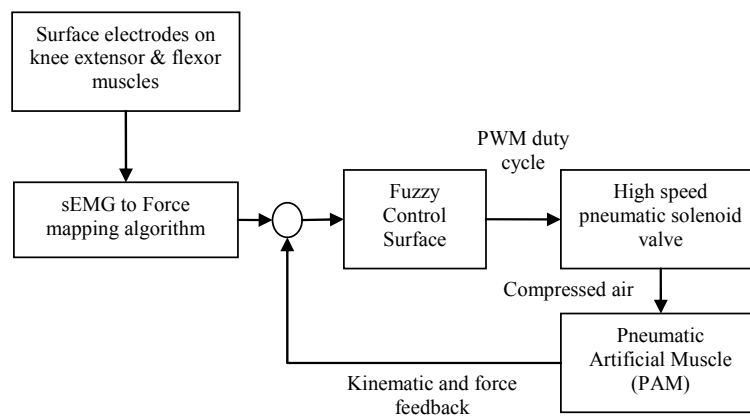 Surface electrodes on
knee extensor & flexor
muscles
sEMG to Force
mapping algorithm
Fuzzy
Control
Surface
PWM duty
cycle
High speed
pneumatic solenoid
valve
Compressed air
Pneumatic
Artificial Muscle
(PAM)
Kinematic and force
feedback